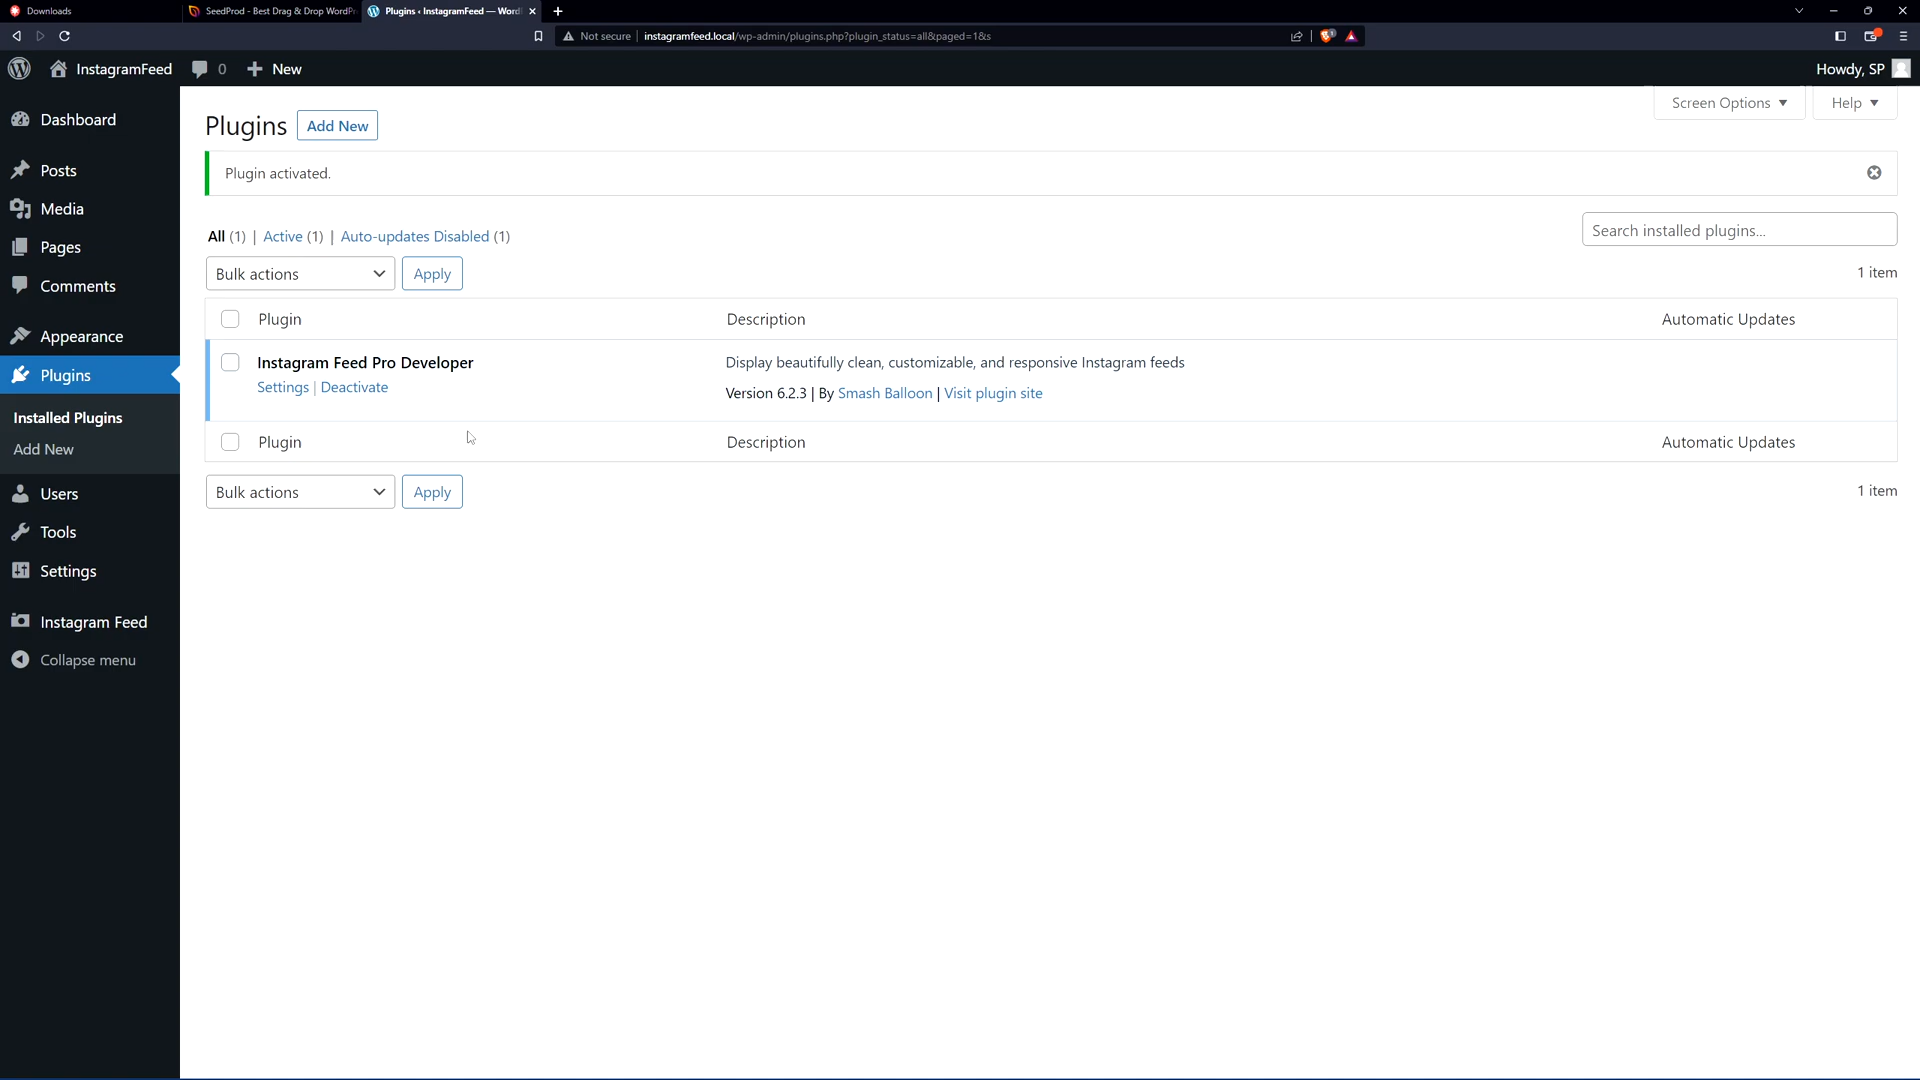 Downloads
SeedProd - Best Drag & Drop WordPr
Plugins ‹ InstagramFeed — Word
Not secure
instagramfeed.local/wp-admin/plugins.php?plugin_status=all&paged=1&s
InstagramFeed
0
New
Howdy, SP
Screen Options
Help
Dashboard
Posts
Media
Pages
Comments
Appearance
Plugins
Installed Plugins
Add New
Users
Tools
Settings
Instagram Feed
Collapse menu
Plugins
Add New
Plugin activated.
All (1) | Active (1) | Auto-updates Disabled (1)
Search installed plugins...
Bulk actions
Apply
1 item
Plugin
Description
Automatic Updates
Instagram Feed Pro Developer
Display beautifully clean, customizable, and responsive Instagram feeds
Settings | Deactivate
Version 6.2.3 | By Smash Balloon | Visit plugin site
Plugin
Description
Automatic Updates
Bulk actions
Apply
1 item